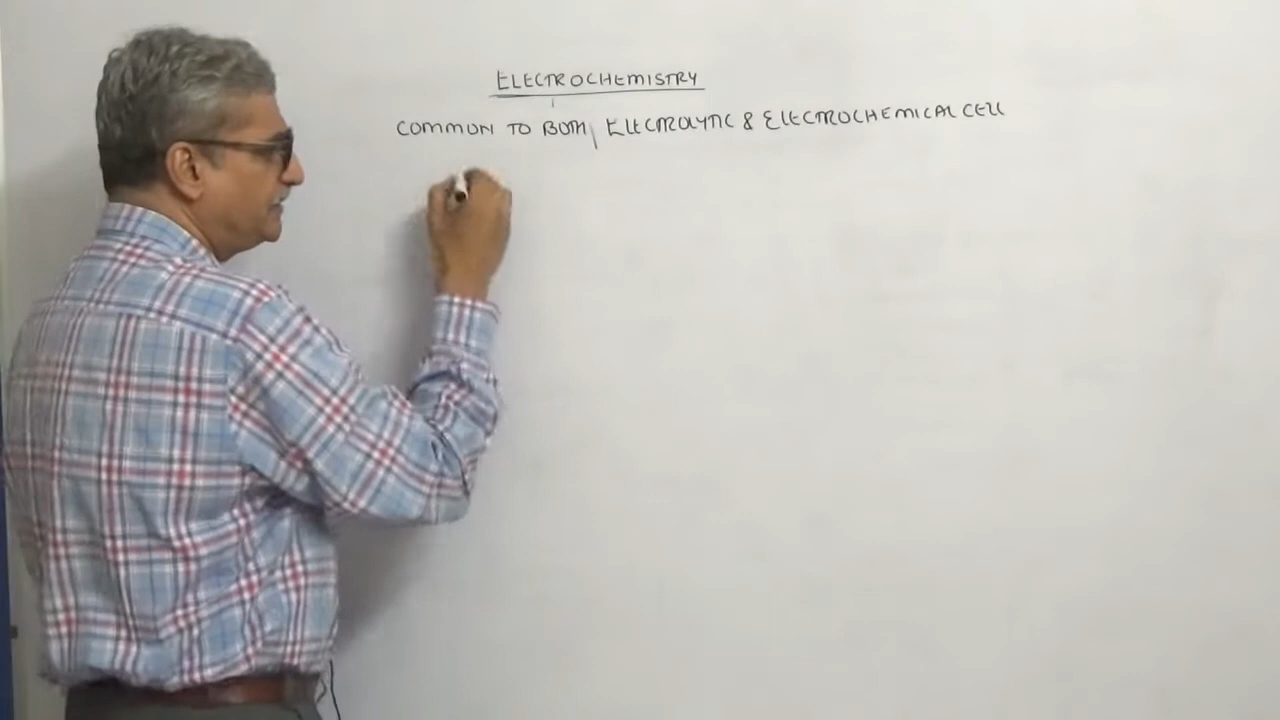 ELECTROCHEMISTRY
COMMON TO BOTH, ELECTROLYTIC & ELECTROCHEMICAL CELL